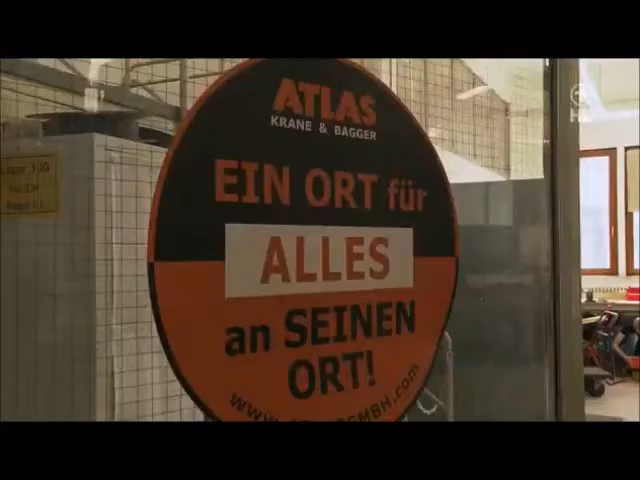 ATLAS
KRANE & BAGGER
EIN ORT für
ALLES
an SEINEN
ORT!